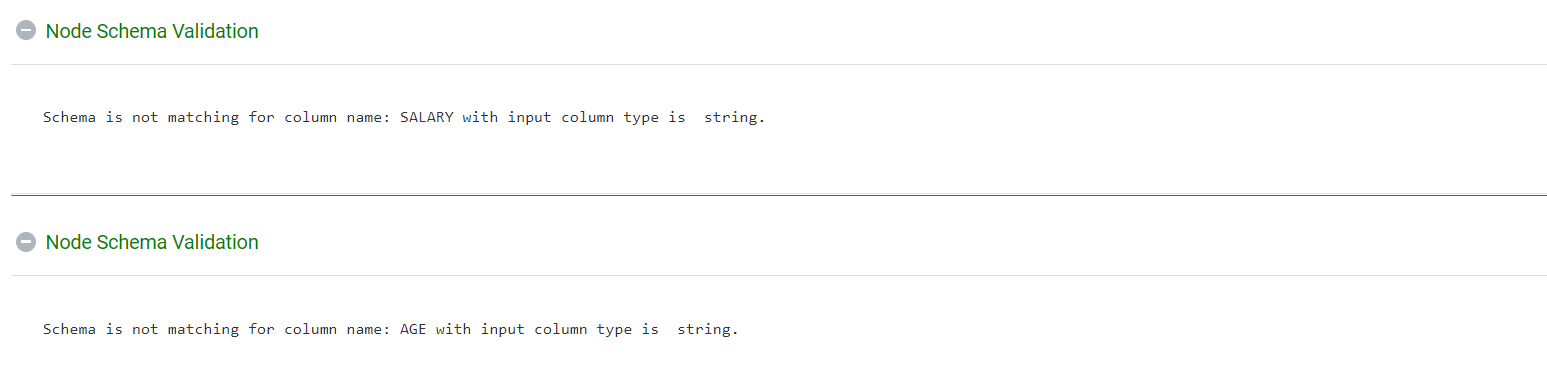 Node Schema Validation
Schema is not matching for column name: SALARY with input column type is  string.
Node Schema Validation
Schema is not matching for column name: AGE with input column type is  string.